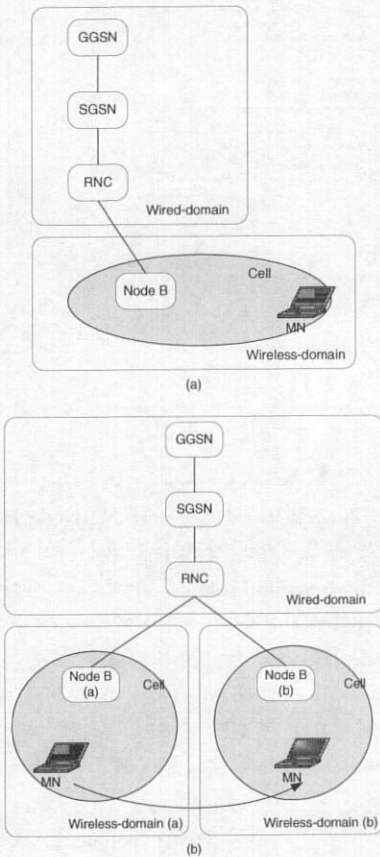 GGSN
SGSN
RNC
Wired-domain
Node B
Cell
MN
Wireless-domain
(a)
GGSN
SGSN
RNC
Wired-domain
Node B
(a)
Cell
MN
Wireless-domain (a)
Node B
(b)
Cell
MN
Wireless-domain (b)
(b)